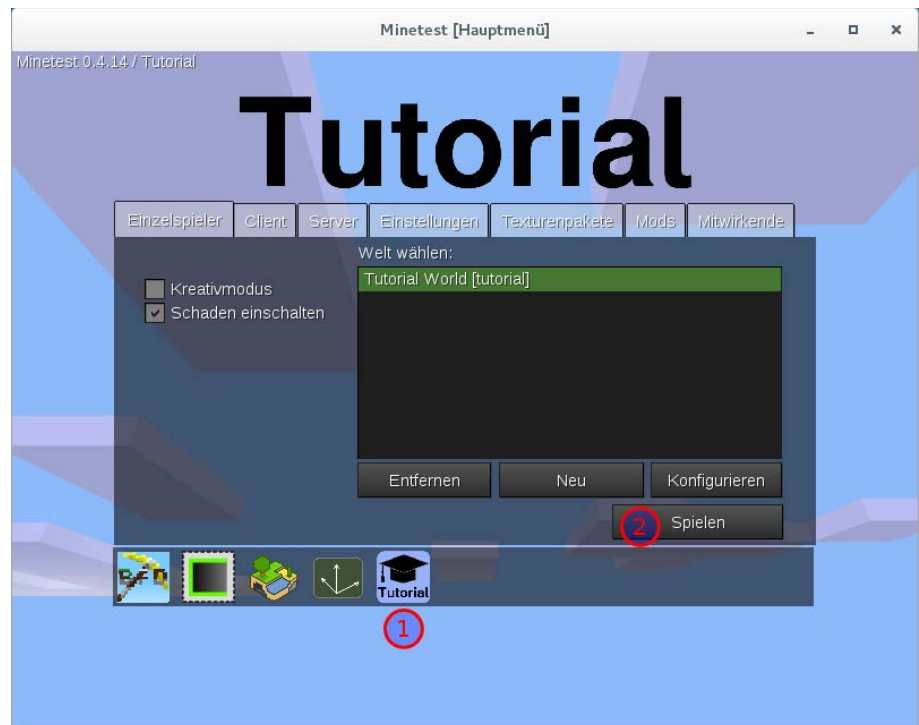 Minetest [Hauptmenü]
Minetest 0.4.14 / Tutorial
Tutorial
Einzelspieler Client Server Einstellungen Texturenpakete Mods Mitwirkende
Welt wählen:
Tutorial World [tutorial]
Kreativmodus
Schaden einschalten
Entfernen Neu Konfigurieren
2 Spielen
Tutorial
1